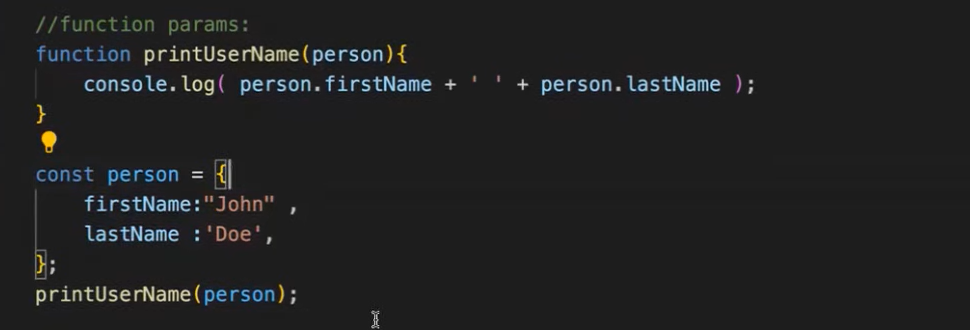 //function params:
function printUserName(person){
    console.log( person.firstName + ' ' + person.lastName );
}
const person = {
    firstName:"John" ,
    lastName :'Doe',
};
printUserName(person);